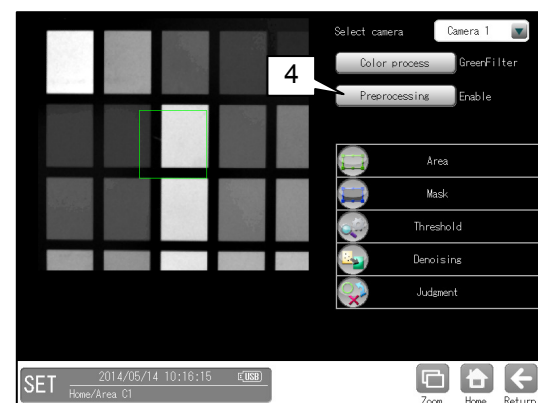 Select camera Camera 1
Color process GreenFilter
4
Preprocessing Enable
Area
Mask
Threshold
Denoising
Judgment
SET 2014/05/14 10:16:15 USB
Home/Area C1
Zoom Home Return